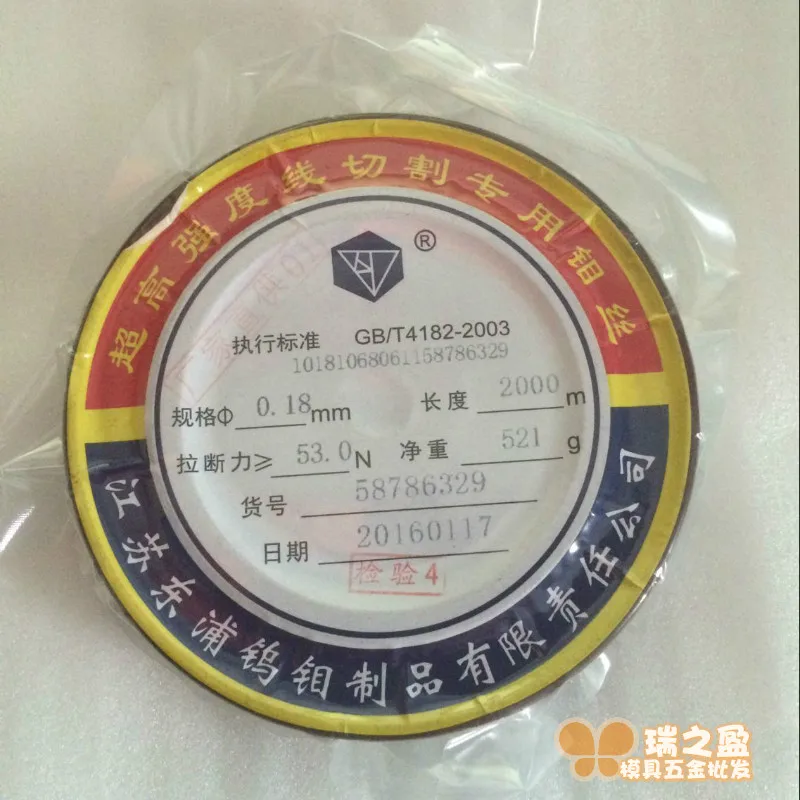 超高强度线切割专用钼丝
®
执行标准 GB/T4182-2003
10181068061158786329
规格Φ 0.18 mm 长度 2000 m
拉断力≥ 53.0 N 净重 521 g
货号 58786329
日期 20160117
检验4
江苏东浦钨钼制品有限责任公司
瑞之盈
模具五金批发